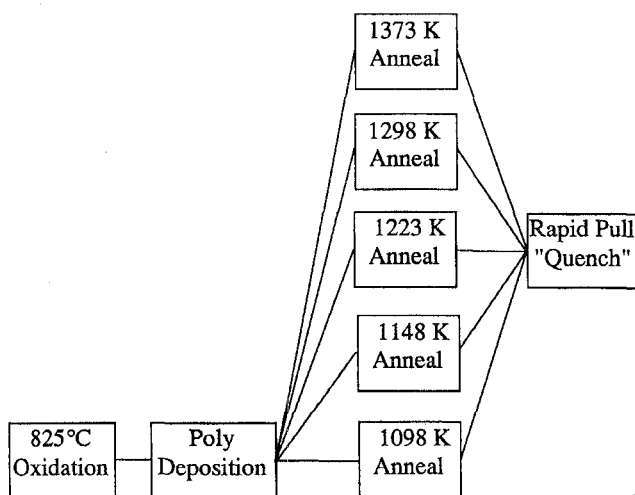 1373 K
Anneal
1298 K
Anneal
1223 K
Anneal
Rapid Pull
"Quench"
1148 K
Anneal
825°C
Oxidation
Poly
Deposition
1098 K
Anneal